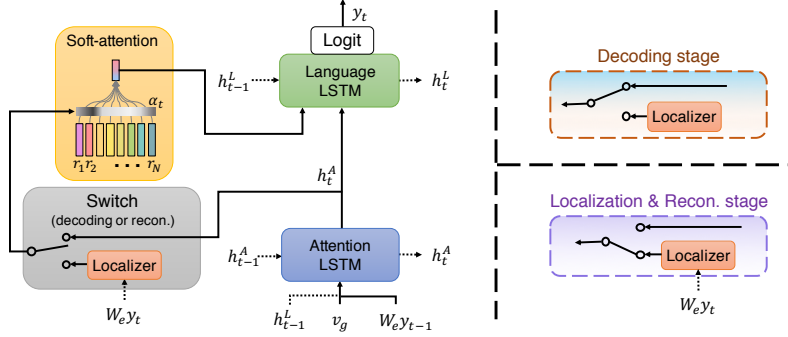 y_t
Soft-attention
Logit
h^L_{t-1}
Language
LSTM
h^L_t
α_t
r_1 r_2 ··· r_N
h^A_t
Switch
(decoding or recon.)
Localizer
W_e y_t
h^A_{t-1}
Attention
LSTM
h^A_t
h^L_{t-1}
v_g
W_e y_{t-1}
Decoding stage
Localizer
Localization & Recon. stage
Localizer
W_e y_t